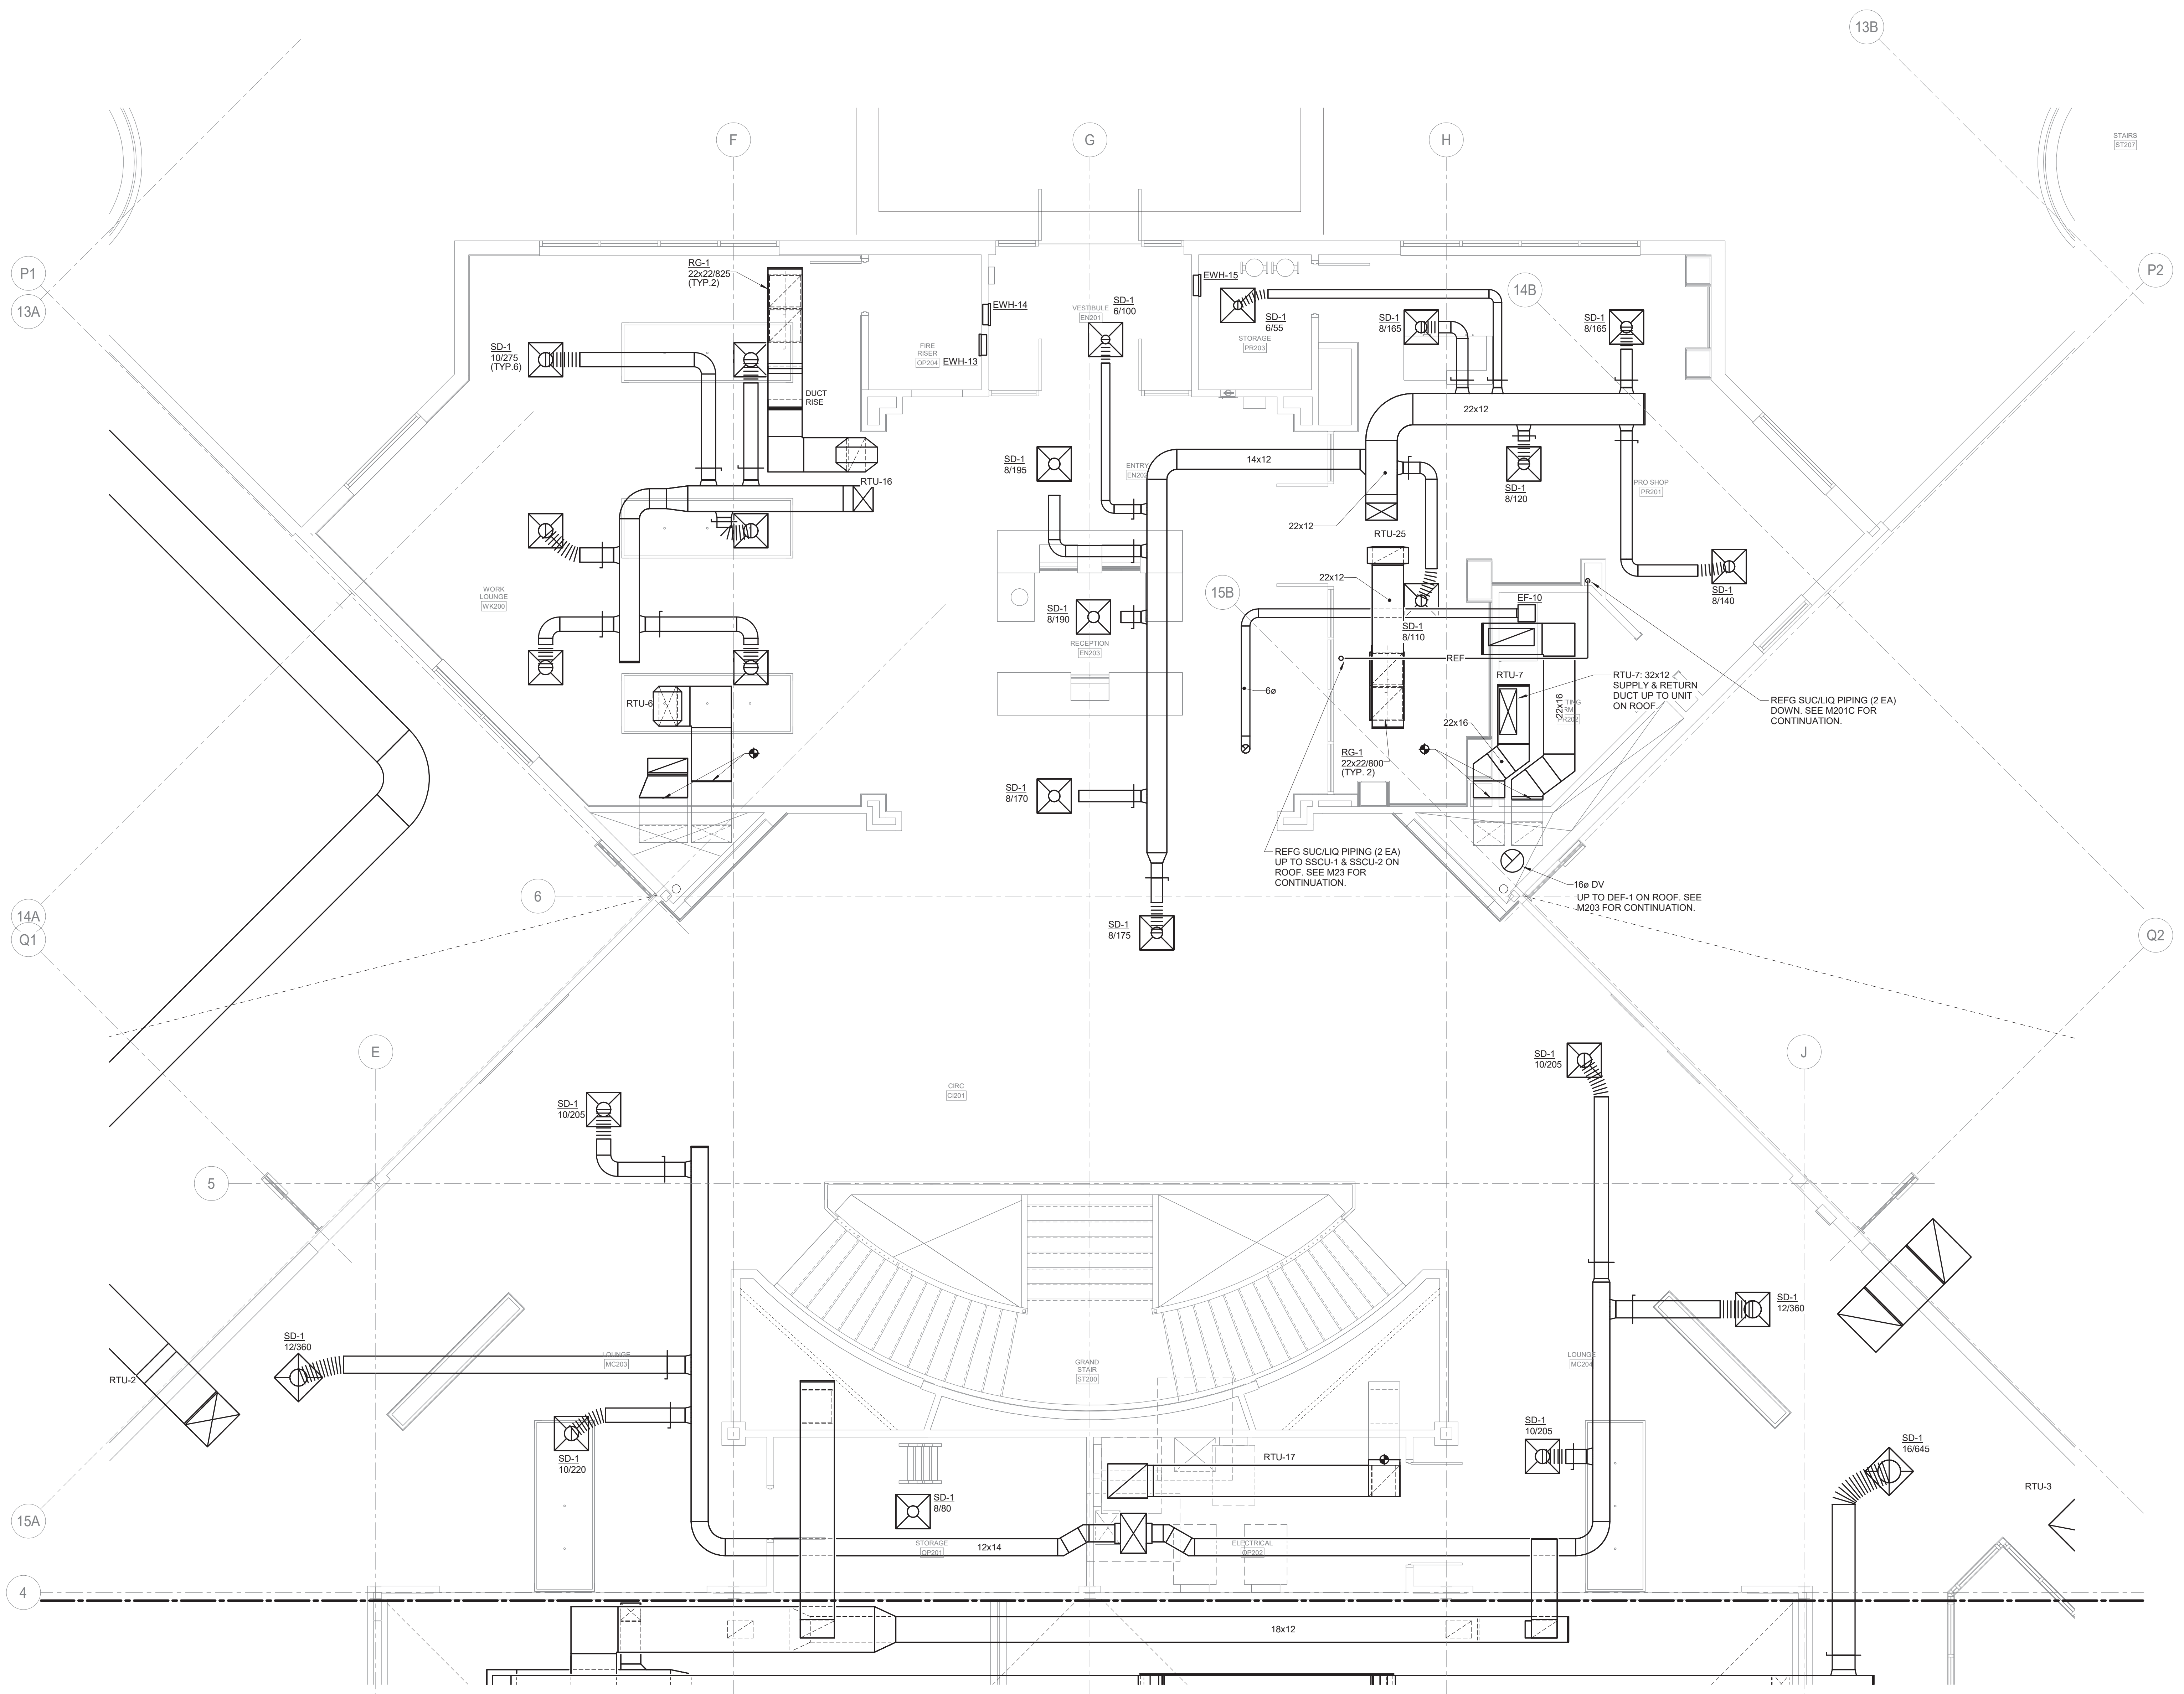 13B
STAIRS
ST207
F
G
H
P1
13A
P2
14B
RG-1
22x22/825
(TYP.2)
EWH-14
EWH-15
VESTIBULE
EN201
SD-1
6/100
SD-1
6/55
STORAGE
PR203
SD-1
8/165
SD-1
8/165
SD-1
10/275
(TYP.6)
FIRE
RISER
OP204
EWH-13
DUCT
RISE
22x12
SD-1
8/195
ENTRY
EN202
14x12
RTU-16
SD-1
8/120
PRO SHOP
PR201
22x12
RTU-25
22x12
WORK
LOUNGE
WK200
15B
EF-10
SD-1
8/140
SD-1
8/190
SD-1
8/110
RECEPTION
EN203
REF
RTU-7
RTU-7: 32x12
SUPPLY & RETURN
DUCT UP TO UNIT
ON ROOF.
6ø
RTU-6
22x16
22x16
PR202
REFG SUC/LIQ PIPING (2 EA)
DOWN. SEE M201C FOR
CONTINUATION.
RG-1
22x22/800
(TYP. 2)
SD-1
8/170
REFG SUC/LIQ PIPING (2 EA)
UP TO SSCU-1 & SSCU-2 ON
ROOF. SEE M23 FOR
CONTINUATION.
16ø DV
UP TO DEF-1 ON ROOF. SEE
M203 FOR CONTINUATION.
6
14A
Q1
Q2
SD-1
8/175
E
J
SD-1
10/205
CIRC
CI201
SD-1
10/205
5
SD-1
12/360
SD-1
12/360
LOUNGE
MC203
GRAND
STAIR
ST200
LOUNGE
MC204
RTU-2
SD-1
10/205
SD-1
16/645
SD-1
10/220
RTU-17
RTU-3
SD-1
8/80
15A
STORAGE
OP201
12x14
ELECTRICAL
OP202
4
18x12